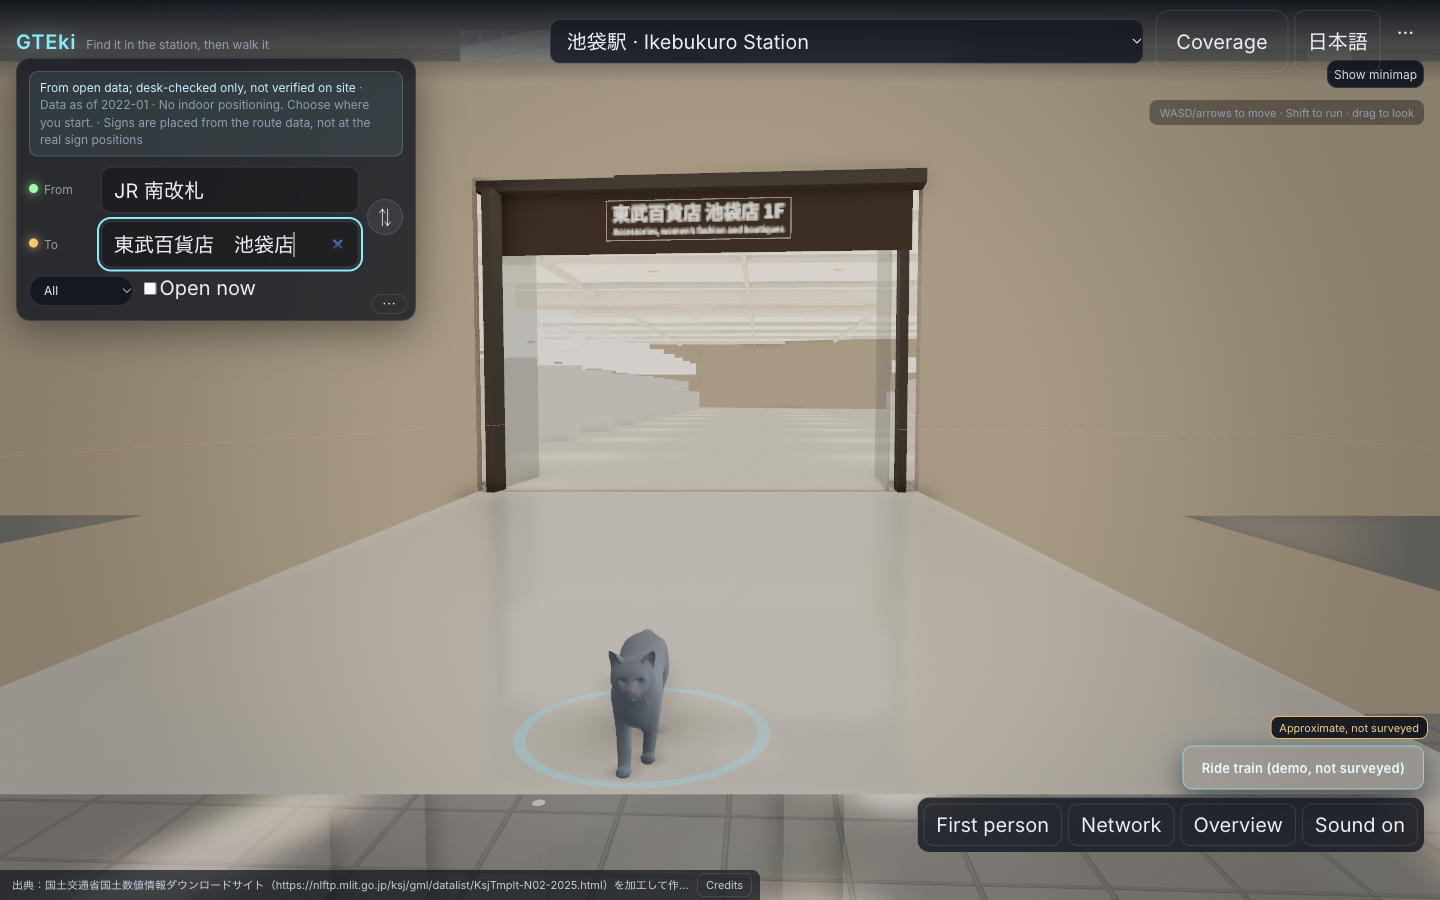 GTEki Find it in the station, then walk it
池袋駅 · Ikebukuro Station
Coverage
日本語
...
Show minimap
WASD/arrows to move · Shift to run · drag to look
From open data; desk-checked only, not verified on site ·
Data as of 2022-01 · No indoor positioning. Choose where
you start. · Signs are placed from the route data, not at the
real sign positions
From JR 南改札
To 東武百貨店　池袋店
All
Open now
...
東武百貨店 池袋店 1F
Accessories, women's fashion and boutiques
Approximate, not surveyed
Ride train (demo, not surveyed)
First person
Network
Overview
Sound on
出典：国土交通省国土数値情報ダウンロードサイト（https://nlftp.mlit.go.jp/ksj/gml/datalist/KsjTmplt-N02-2025.html）を加工して作...
Credits